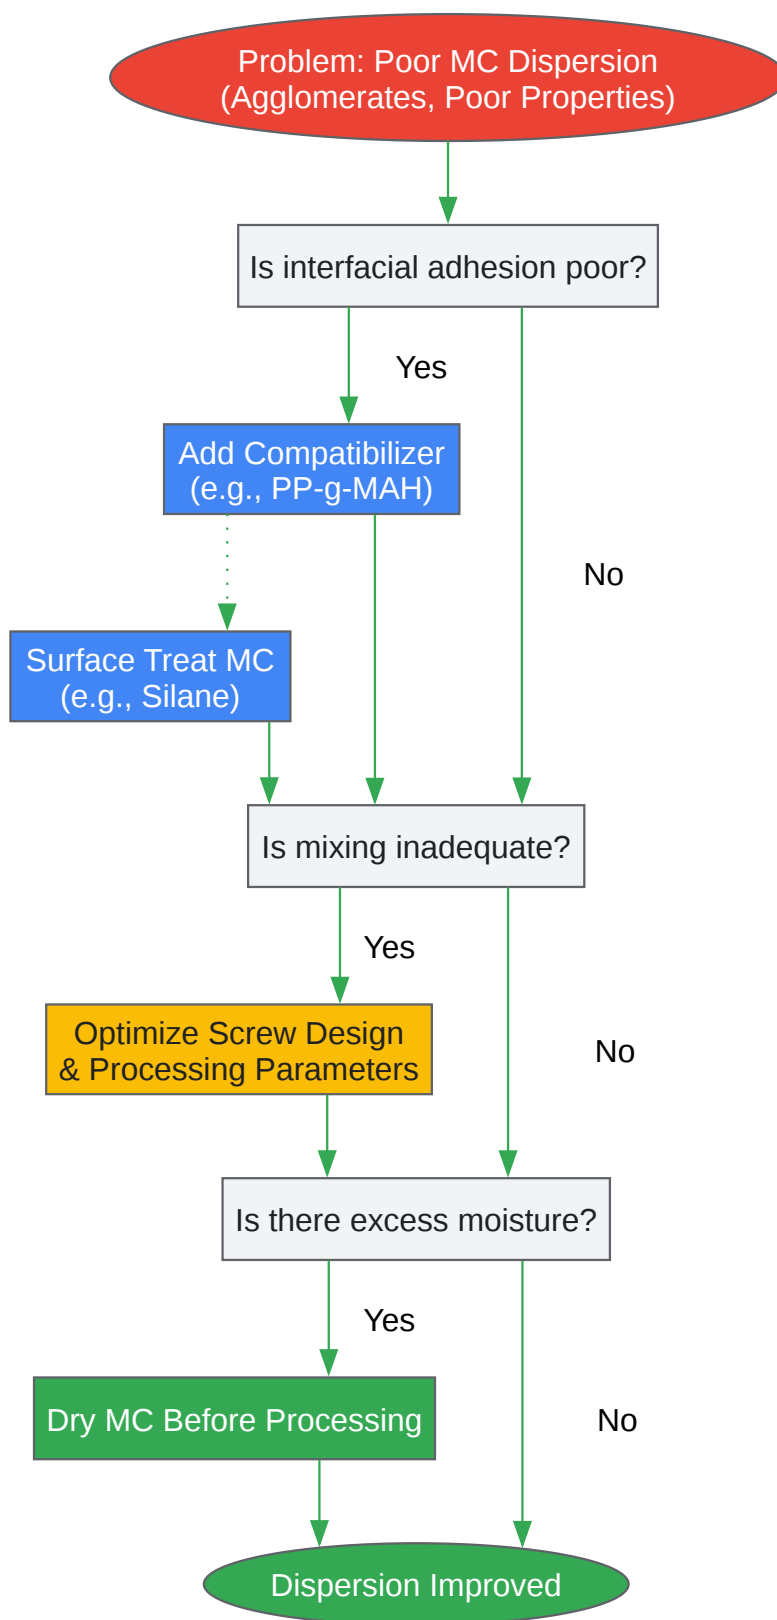 Problem: Poor MC Dispersion
(Agglomerates, Poor Properties)
Is interfacial adhesion poor?
Yes
Add Compatibilizer
(e.g., PP-g-MAH)
No
Surface Treat MC
(e.g., Silane)
Is mixing inadequate?
Yes
Optimize Screw Design
& Processing Parameters
No
Is there excess moisture?
Yes
Dry MC Before Processing
No
Dispersion Improved